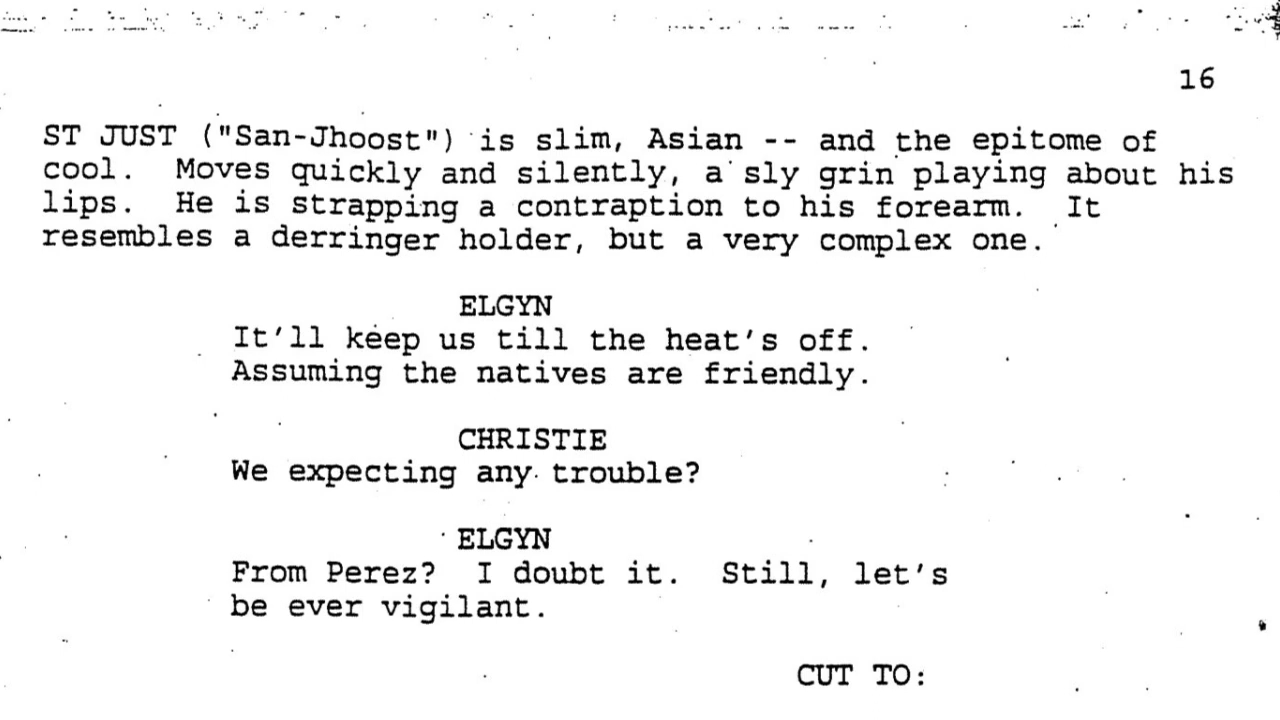 16
ST JUST ("San-Jhoost") is slim, Asian -- and the epitome of
cool. Moves quickly and silently, a sly grin playing about his
lips. He is strapping a contraption to his forearm. It
resembles a derringer holder, but a very complex one.
ELGYN
It'll keep us till the heat's off.
Assuming the natives are friendly.
CHRISTIE
We expecting any trouble?
ELGYN
From Perez? I doubt it. Still, let's
be ever vigilant.
CUT TO: